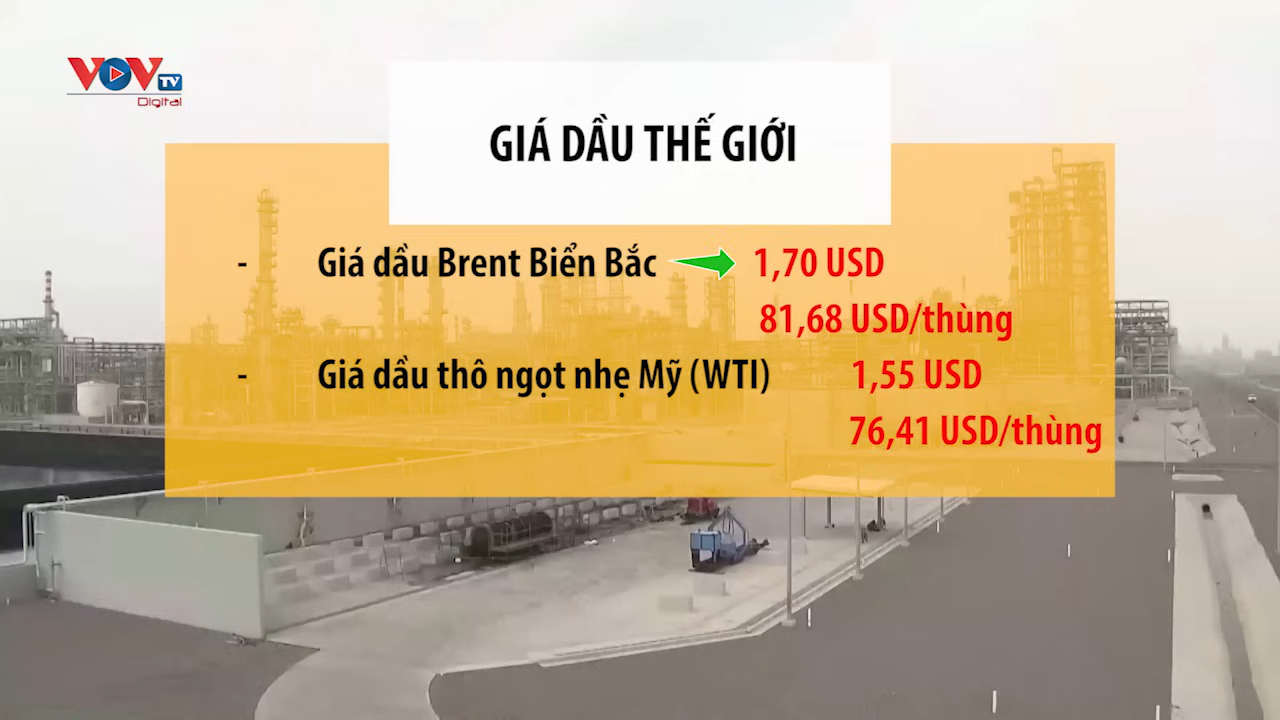 VOV TV
Digital
GIÁ DẦU THẾ GIỚI
- Giá dầu Brent Biển Bắc 1,70 USD
81,68 USD/thùng
- Giá dầu thô ngọt nhẹ Mỹ (WTI) 1,55 USD
76,41 USD/thùng